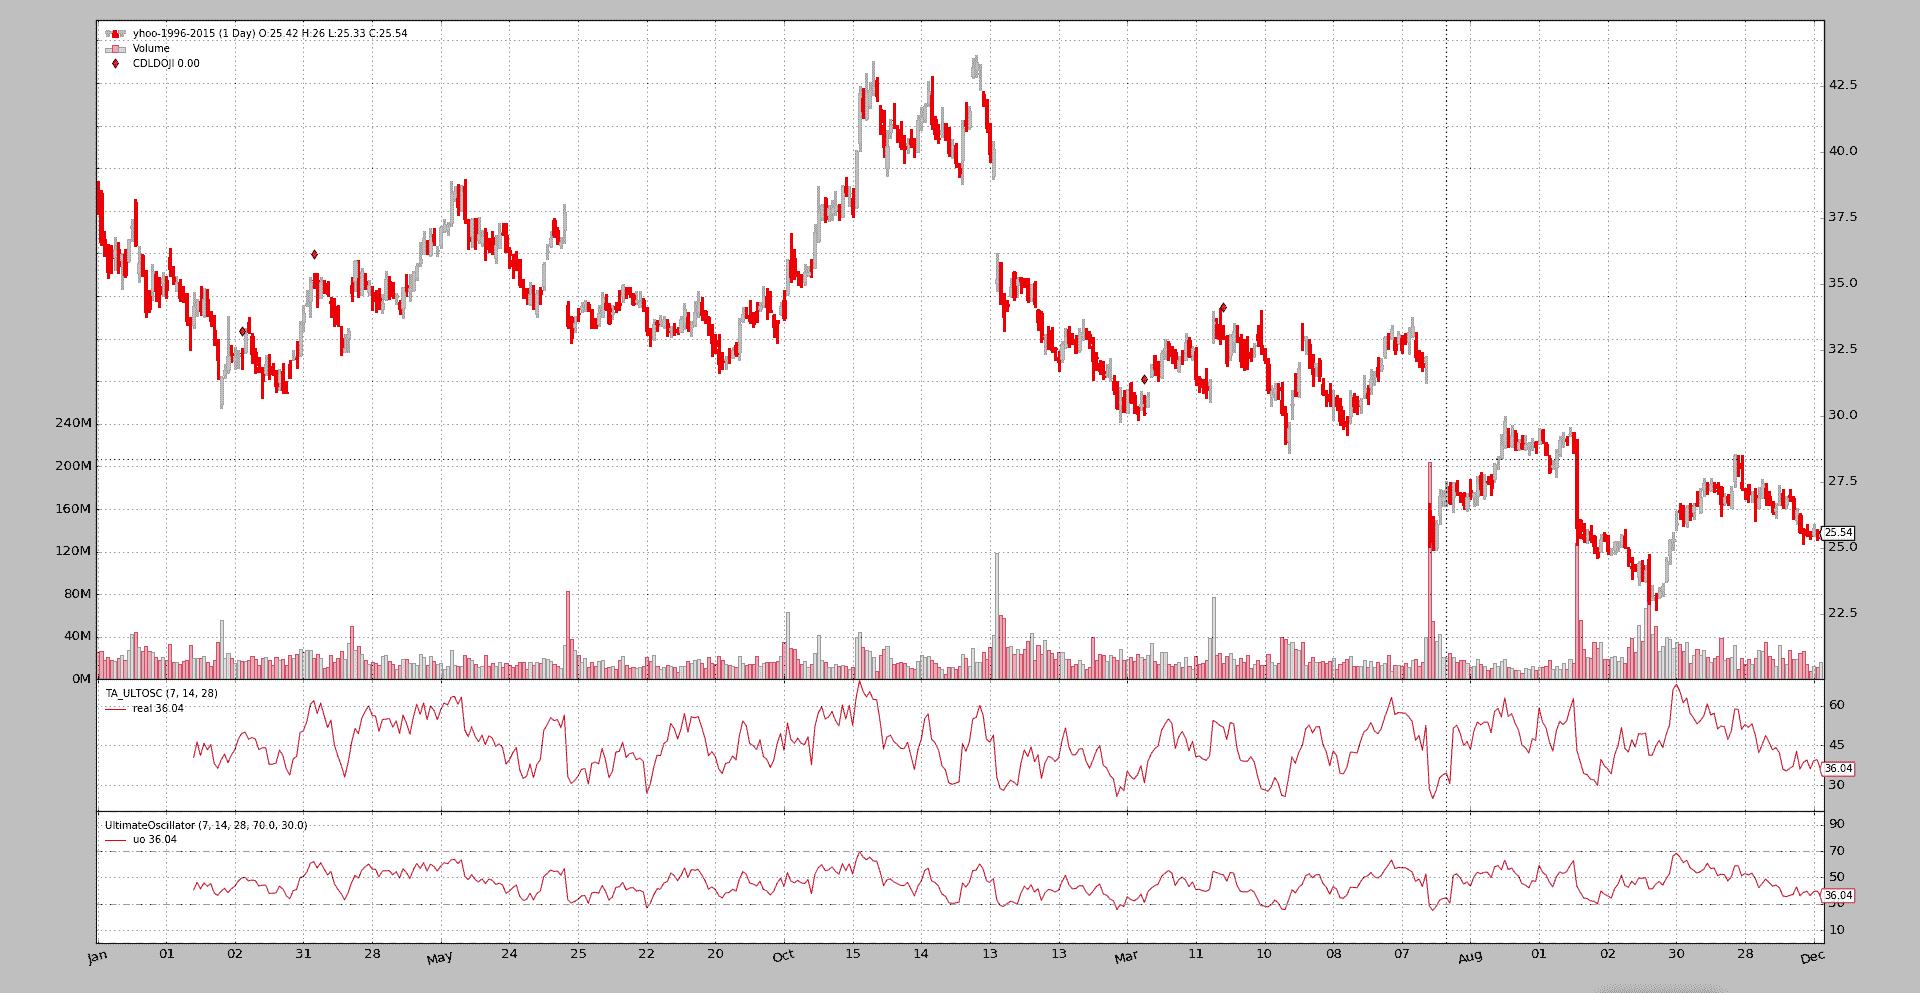 yhoo-1996-2015 (1 Day) O:25.42 H:26 L:25.33 C:25.54
Volume
CDLDOJI 0.00
42.5
40.0
37.5
35.0
32.5
30.0
27.5
25.54
25.0
22.5
240M
200M
160M
120M
80M
40M
0M
TA_ULTOSC (7, 14, 28)
real 36.04
60
45
36.04
30
UltimateOscillator (7, 14, 28, 70.0, 30.0)
uo 36.04
90
70
50
36.04
30
10
Jan 01 02 31 28 May 24 25 22 20 Oct 15 14 13 13 Mar 11 10 08 07 Aug 01 02 30 28 Dec